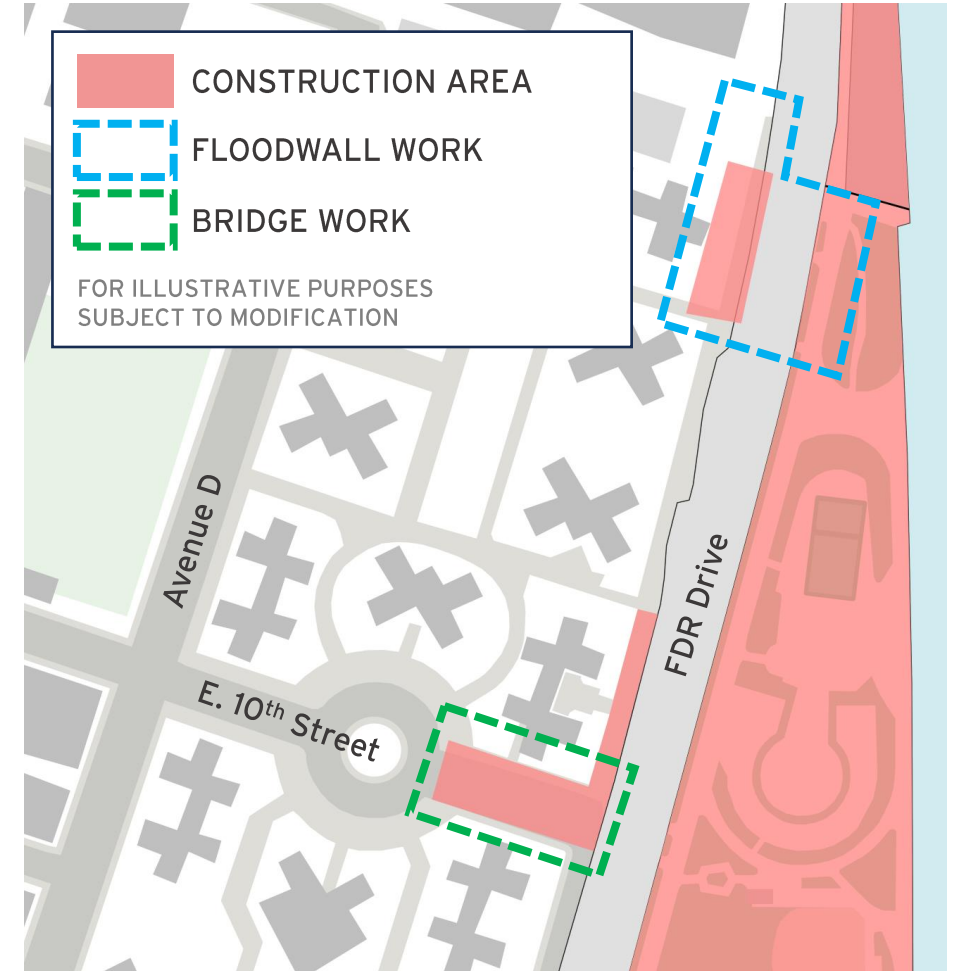 CONSTRUCTION AREA
FLOODWALL WORK
BRIDGE WORK
FOR ILLUSTRATIVE PURPOSES
SUBJECT TO MODIFICATION
Avenue D
FDR Drive
E. 10th Street